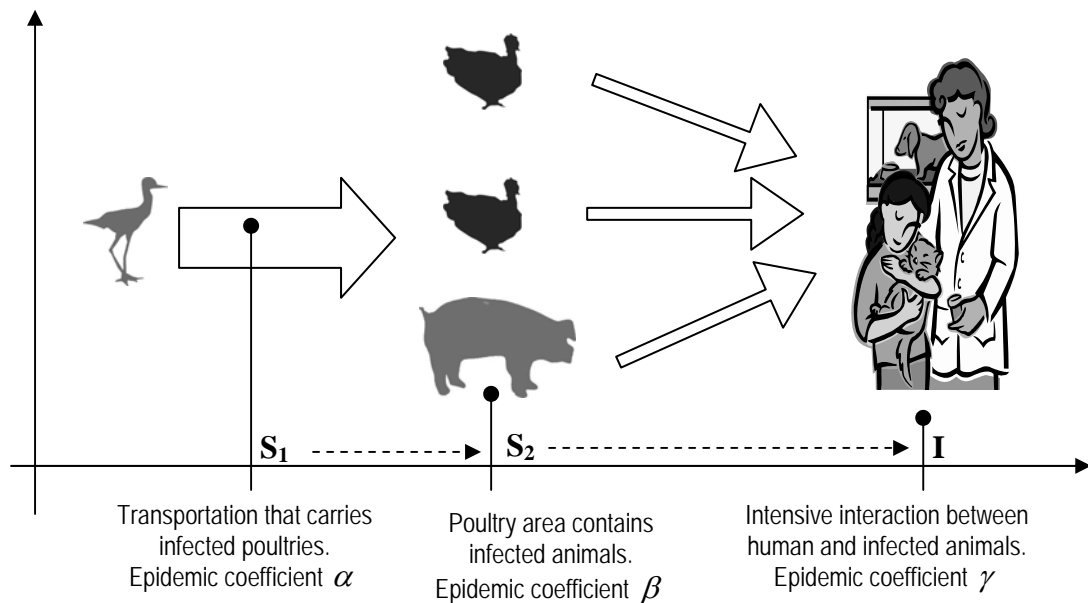 S₁
S₂
I
Transportation that carries
infected poultries.
Epidemic coefficient α
Poultry area contains
infected animals.
Epidemic coefficient β
Intensive interaction between
human and infected animals.
Epidemic coefficient γ